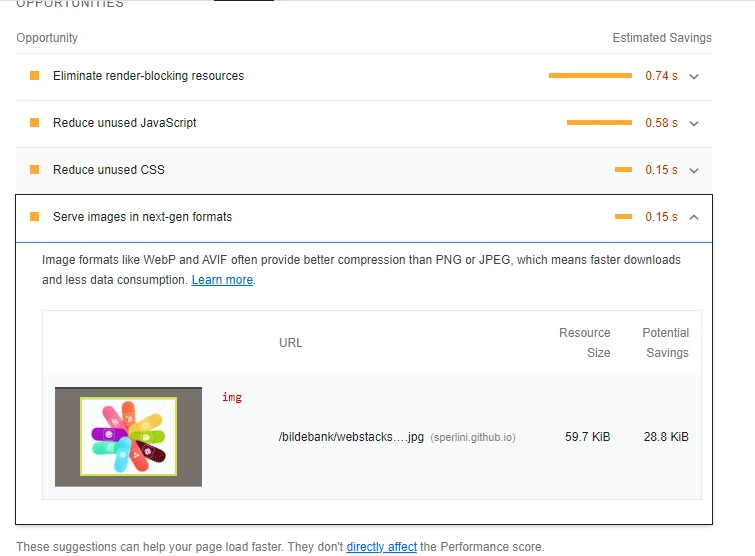 OPPORTUNITIES
Opportunity Estimated Savings
Eliminate render-blocking resources 0.74 s
Reduce unused JavaScript 0.58 s
Reduce unused CSS 0.15 s
Serve images in next-gen formats 0.15 s
Image formats like WebP and AVIF often provide better compression than PNG or JPEG, which means faster downloads
and less data consumption. Learn more.
URL Resource Size Potential Savings
img
/bildebank/webstacks....jpg (sperlini.github.io) 59.7 KiB 28.8 KiB
These suggestions can help your page load faster. They don't directly affect the Performance score.